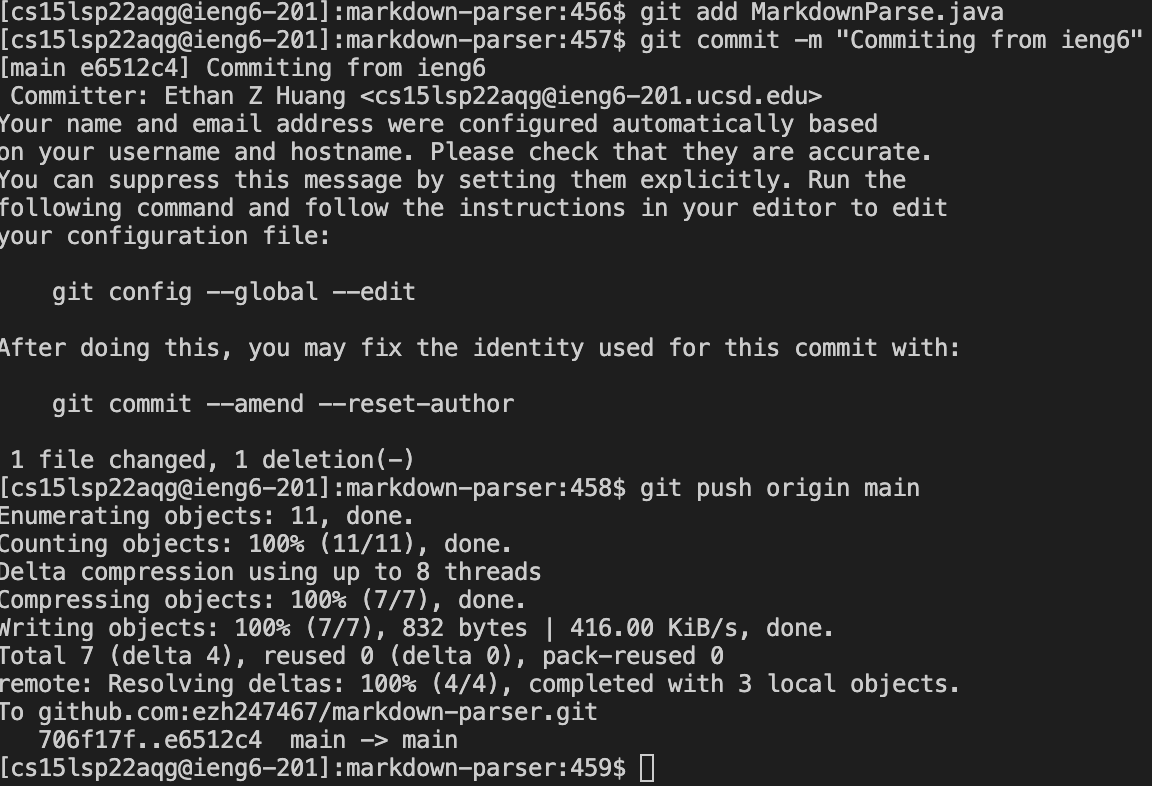 [cs15lsp22aqg@ieng6-201]:markdown-parser:456$ git add MarkdownParse.java
[cs15lsp22aqg@ieng6-201]:markdown-parser:457$ git commit -m "Commiting from ieng6"
[main e6512c4] Commiting from ieng6
 Committer: Ethan Z Huang <cs15lsp22aqg@ieng6-201.ucsd.edu>
Your name and email address were configured automatically based
on your username and hostname. Please check that they are accurate.
You can suppress this message by setting them explicitly. Run the
following command and follow the instructions in your editor to edit
your configuration file:
    git config --global --edit
After doing this, you may fix the identity used for this commit with:
    git commit --amend --reset-author
 1 file changed, 1 deletion(-)
[cs15lsp22aqg@ieng6-201]:markdown-parser:458$ git push origin main
Enumerating objects: 11, done.
Counting objects: 100% (11/11), done.
Delta compression using up to 8 threads
Compressing objects: 100% (7/7), done.
Writing objects: 100% (7/7), 832 bytes | 416.00 KiB/s, done.
Total 7 (delta 4), reused 0 (delta 0), pack-reused 0
remote: Resolving deltas: 100% (4/4), completed with 3 local objects.
To github.com:ezh247467/markdown-parser.git
   706f17f..e6512c4  main -> main
[cs15lsp22aqg@ieng6-201]:markdown-parser:459$